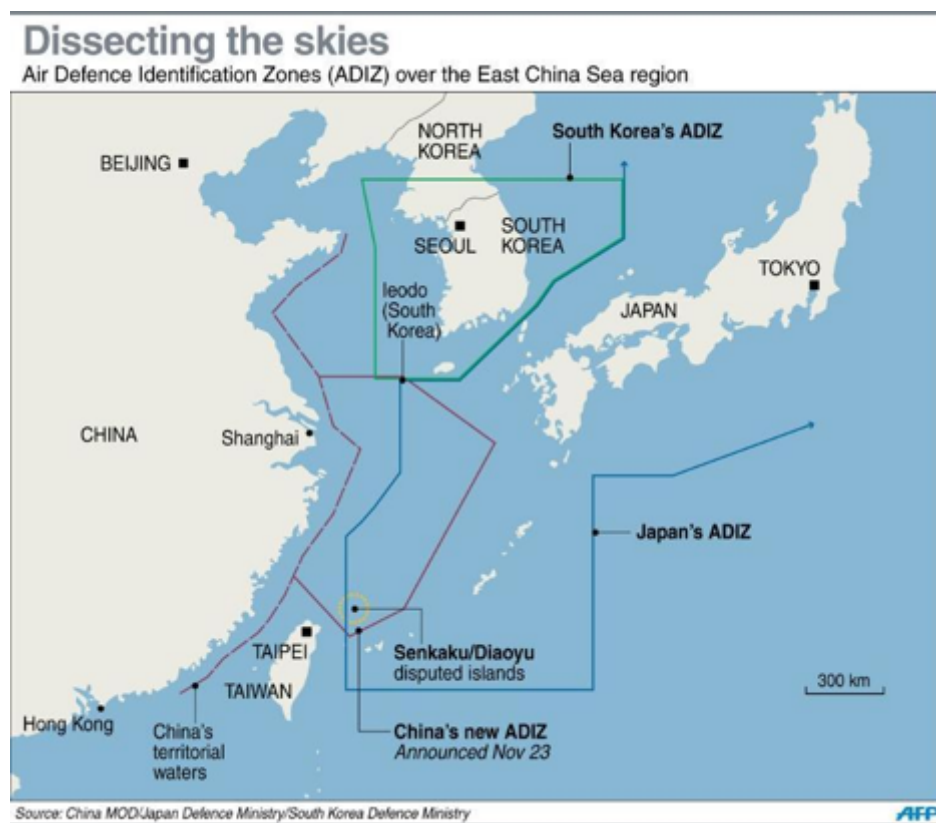 Dissecting the skies
Air Defence Identification Zones (ADIZ) over the East China Sea region
NORTH
KOREA
South Korea's ADIZ
BEIJING
SEOUL
SOUTH
KOREA
TOKYO
Ieodo
(South
Korea)
JAPAN
CHINA
Shanghai
Japan's ADIZ
TAIPEI
TAIWAN
Senkaku/Diaoyu
disputed islands
300 km
Hong Kong
China's
territorial
waters
China's new ADIZ
Announced Nov 23
Source: China MOD/Japan Defence Ministry/South Korea Defence Ministry
AFP